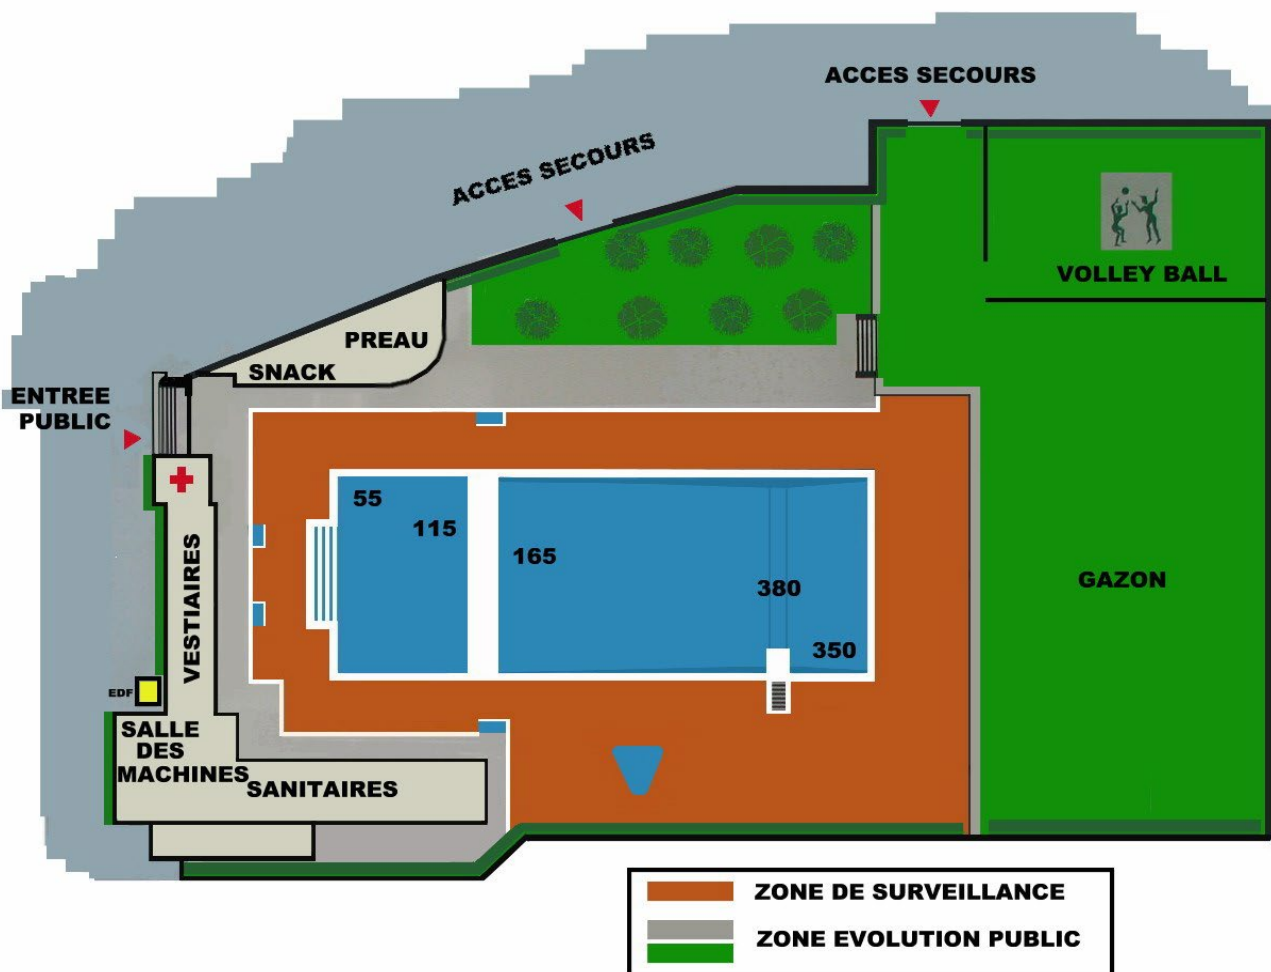 ACCES SECOURS
ACCES SECOURS
VOLLEY BALL
PREAU
SNACK
ENTREE
PUBLIC
55
115
165
380
350
GAZON
VESTIAIRES
EDF
SALLE
DES
MACHINES
SANITAIRES
ZONE DE SURVEILLANCE
ZONE EVOLUTION PUBLIC